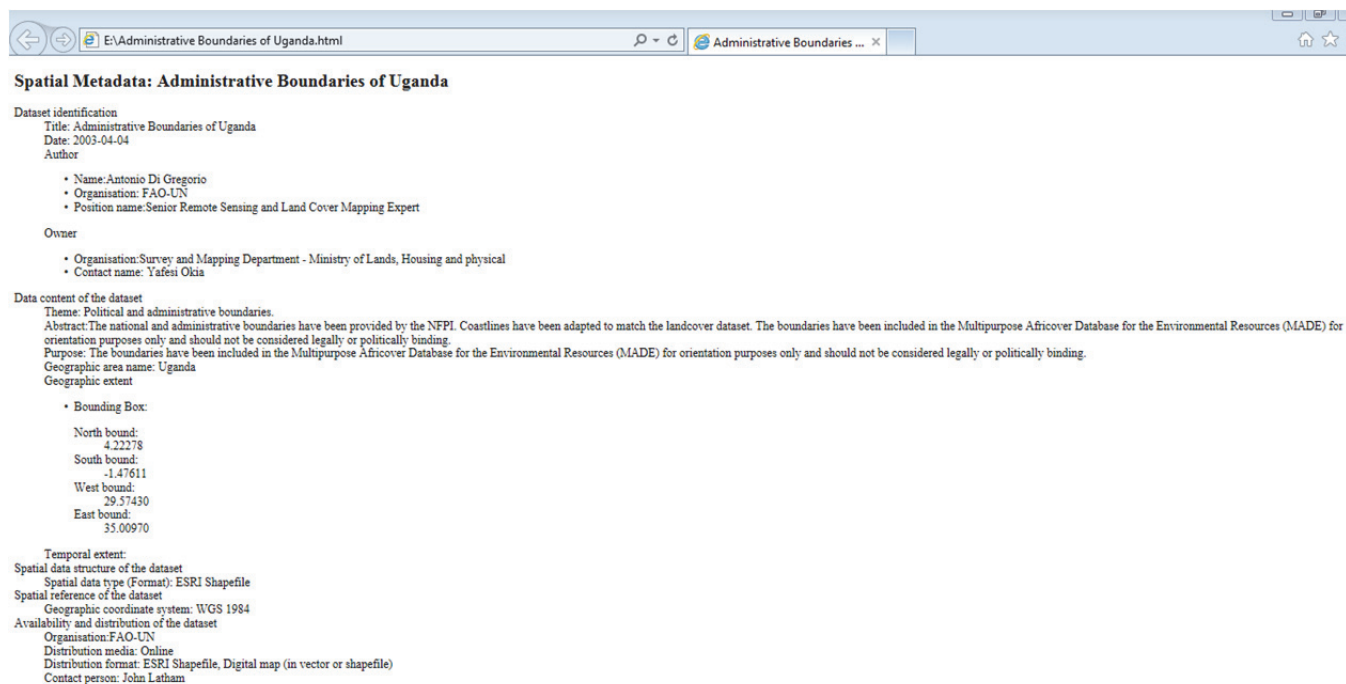 E:\Administrative Boundaries of Uganda.html
Administrative Boundaries ...
Spatial Metadata: Administrative Boundaries of Uganda
Dataset identification
Title: Administrative Boundaries of Uganda
Date: 2003-04-04
Author
• Name:Antonio Di Gregorio
• Organisation: FAO-UN
• Position name:Senior Remote Sensing and Land Cover Mapping Expert
Owner
• Organisation:Survey and Mapping Department - Ministry of Lands, Housing and physical
• Contact name: Yafesi Okia
Data content of the dataset
Theme: Political and administrative boundaries.
Abstract:The national and administrative boundaries have been provided by the NFPI. Coastlines have been adapted to match the landcover dataset. The boundaries have been included in the Multipurpose Africover Database for the Environmental Resources (MADE) for
orientation purposes only and should not be considered legally or politically binding.
Purpose: The boundaries have been included in the Multipurpose Africover Database for the Environmental Resources (MADE) for orientation purposes only and should not be considered legally or politically binding.
Geographic area name: Uganda
Geographic extent
• Bounding Box:
North bound:
4.22278
South bound:
-1.47611
West bound:
29.57430
East bound:
35.00970
Temporal extent:
Spatial data structure of the dataset
Spatial data type (Format): ESRI Shapefile
Spatial reference of the dataset
Geographic coordinate system: WGS 1984
Availability and distribution of the dataset
Organisation:FAO-UN
Distribution media: Online
Distribution format: ESRI Shapefile, Digital map (in vector or shapefile)
Contact person: John Latham